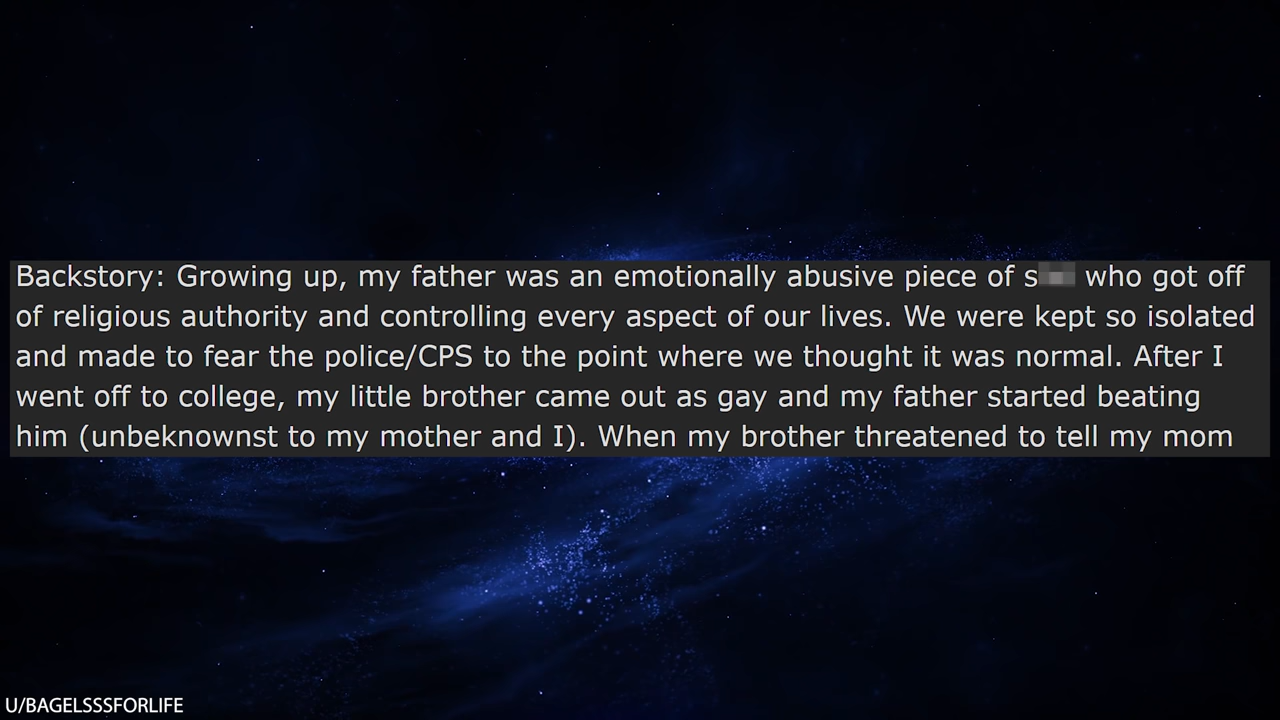 Backstory: Growing up, my father was an emotionally abusive piece of s who got off
of religious authority and controlling every aspect of our lives. We were kept so isolated
and made to fear the police/CPS to the point where we thought it was normal. After I
went off to college, my little brother came out as gay and my father started beating
him (unbeknownst to my mother and I). When my brother threatened to tell my mom
U/BAGELSSSFORLIFE